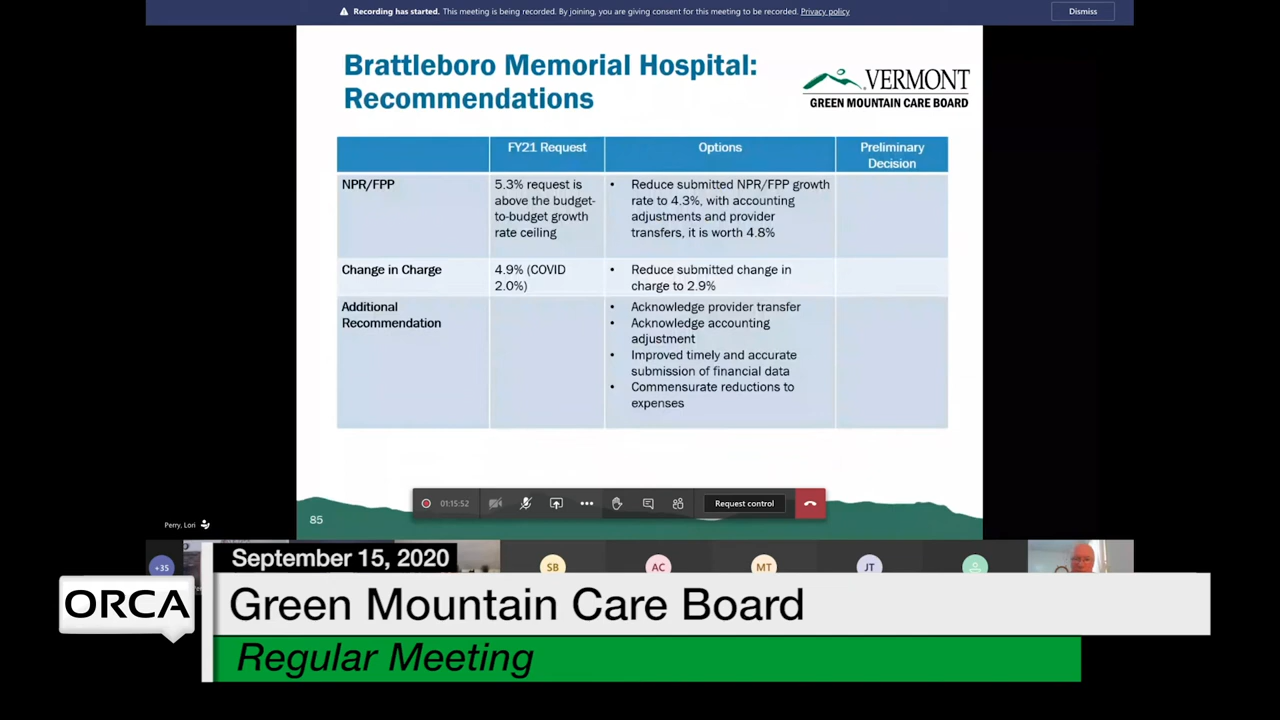 Recording has started. This meeting is being recorded. By joining, you are giving consent for this meeting to be recorded. Privacy policy
Dismiss
Brattleboro Memorial Hospital:
Recommendations
VERMONT
GREEN MOUNTAIN CARE BOARD
FY21 Request
Options
Preliminary
Decision
NPR/FPP
5.3% request is
above the budget-
to-budget growth
rate ceiling
• Reduce submitted NPR/FPP growth
rate to 4.3%, with accounting
adjustments and provider
transfers, it is worth 4.8%
Change in Charge
4.9% (COVID
2.0%)
• Reduce submitted change in
charge to 2.9%
Additional
Recommendation
• Acknowledge provider transfer
• Acknowledge accounting
adjustment
• Improved timely and accurate
submission of financial data
• Commensurate reductions to
expenses
01:15:52
Request control
85
Perry, Lori
+35
SB
AC
MT
JT
September 15, 2020
ORCA
Green Mountain Care Board
Regular Meeting